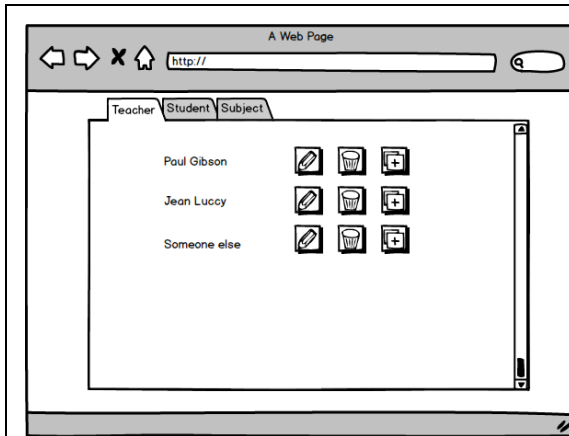 A Web Page
http://
Teacher Student Subject
Paul Gibson
Jean Luccy
Someone else